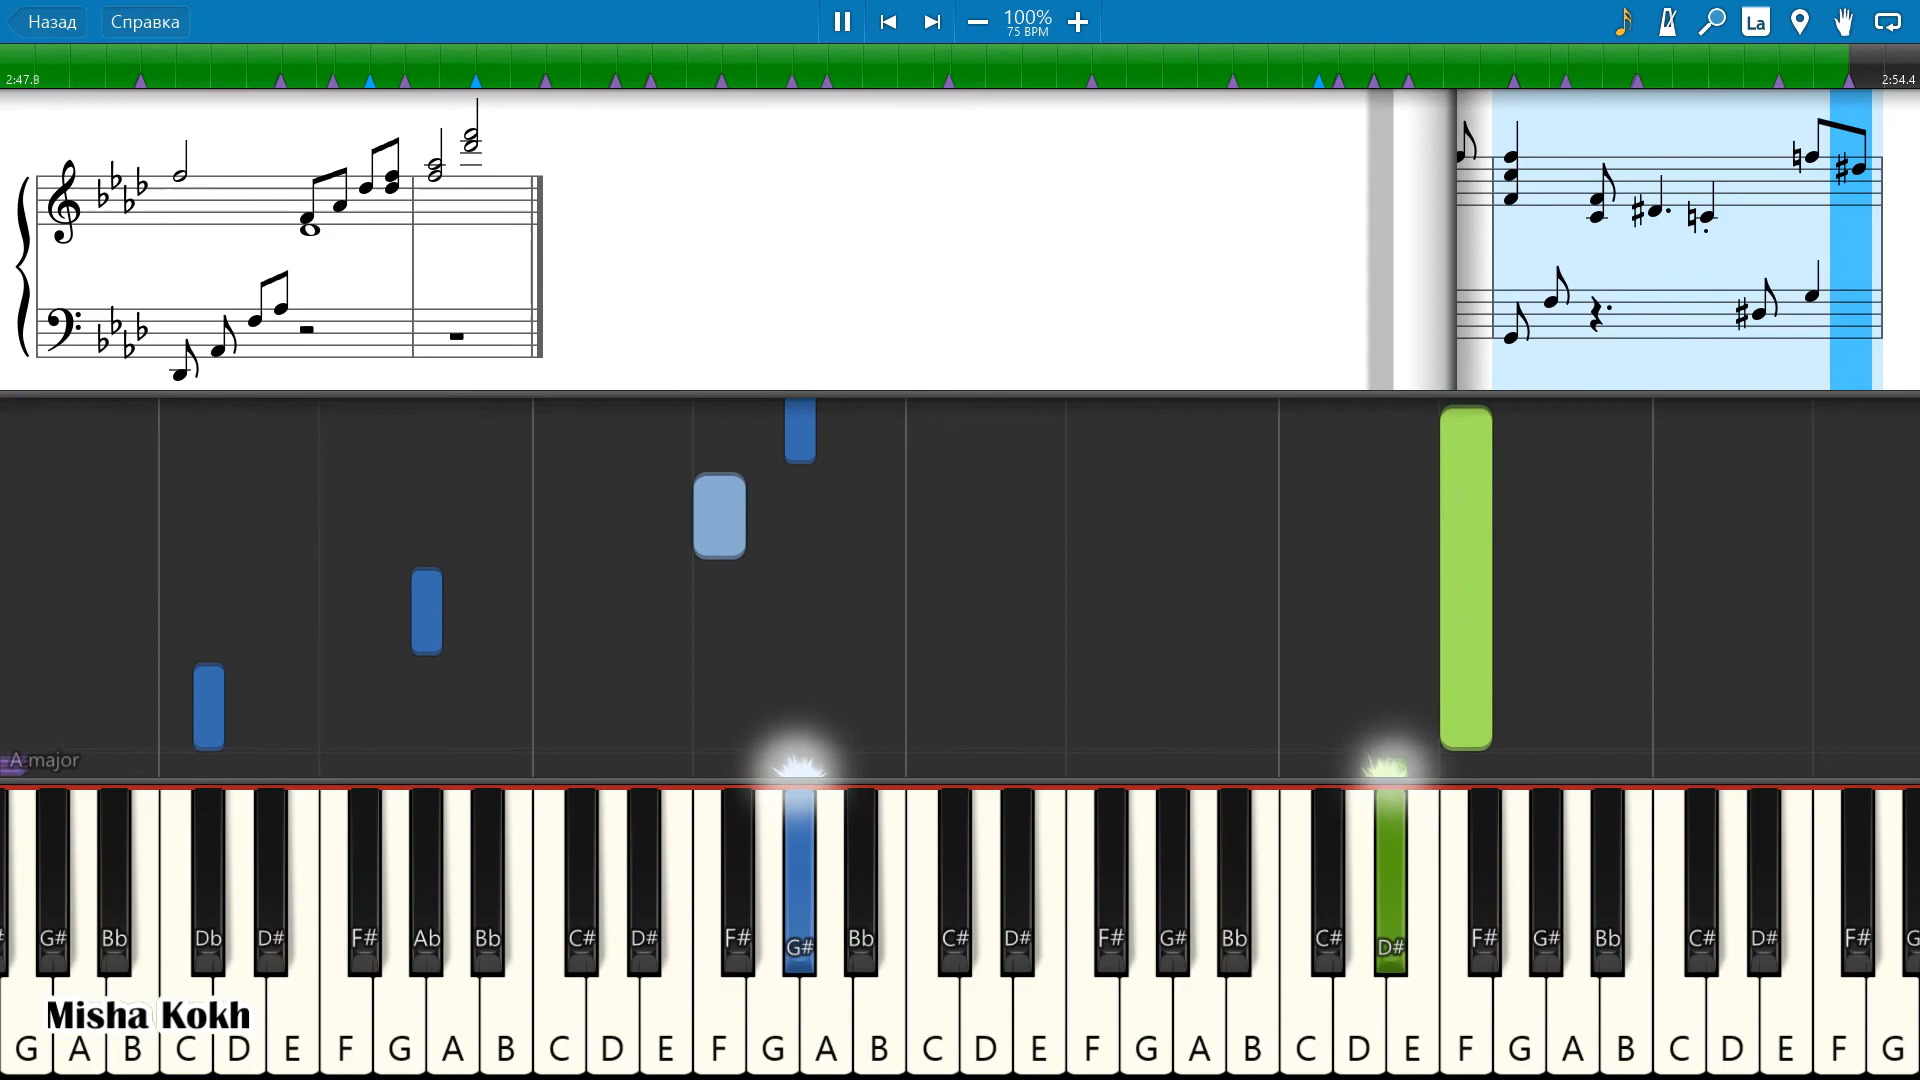 Назад Справка 100% La
75 BPM
2:47.9 2:54.4
A major
G# Bb Db D# F# Ab Bb C# D# F# G# Bb C# D# F# G# Bb C# D# F# G# Bb C# D# F#
Misha Kokh
G A B C D E F G A B C D E F G A B C D E F G A B C D E F G A B C D E F G